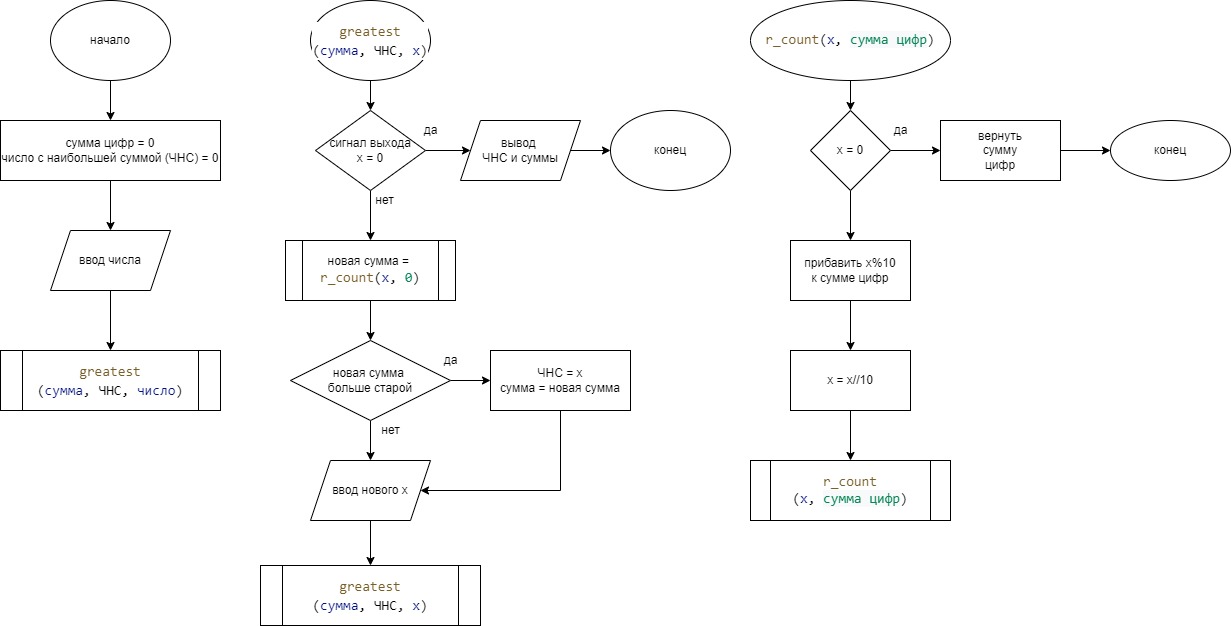 начало
сумма цифр = 0
число с наибольшей суммой (ЧНС) = 0
ввод числа
greatest
(сумма, ЧНС, число)
greatest
(сумма, ЧНС, x)
сигнал выхода
x = 0
да
вывод
ЧНС и суммы
конец
нет
новая сумма =
r_count(x, 0)
новая сумма
больше старой
да
ЧНС = x
сумма = новая сумма
нет
ввод нового x
greatest
(сумма, ЧНС, x)
r_count(x, сумма цифр)
x = 0
да
вернуть
сумму
цифр
конец
прибавить x%10
к сумме цифр
x = x//10
r_count
(x, сумма цифр)